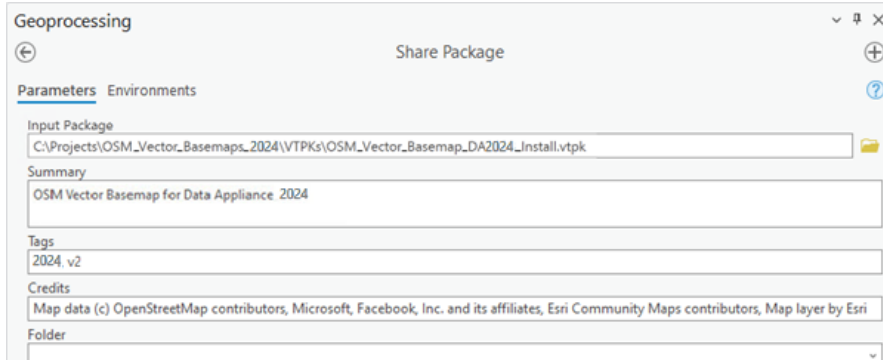 Geoprocessing
Share Package
Parameters Environments
Input Package
C:\Projects\OSM_Vector_Basemaps_2024\VTPKs\OSM_Vector_Basemap_DA2024_Install.vtpk
Summary
OSM Vector Basemap for Data Appliance 2024
Tags
2024, v2
Credits
Map data (c) OpenStreetMap contributors, Microsoft, Facebook, Inc. and its affiliates, Esri Community Maps contributors, Map layer by Esri
Folder